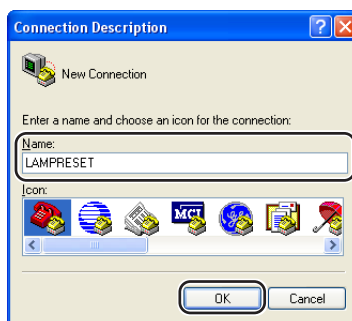 Connection Description
New Connection
Enter a name and choose an icon for the connection:
Name:
LAMPRESET
Icon:
MCI
OK
Cancel